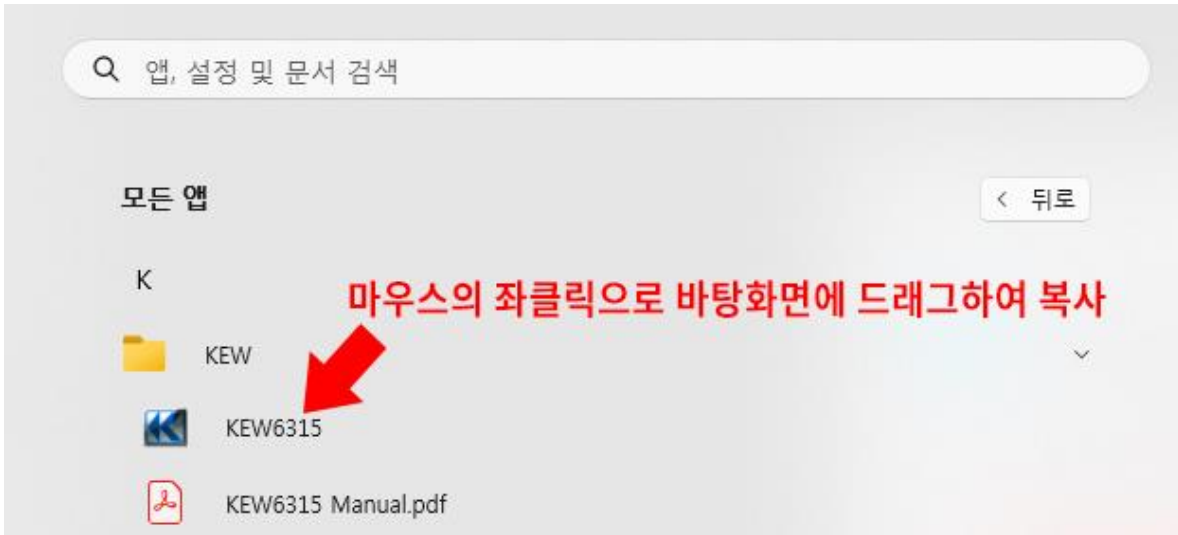 앱, 설정 및 문서 검색
모든 앱
< 뒤로
K
마우스의 좌클릭으로 바탕화면에 드래그하여 복사
KEW
KEW6315
KEW6315 Manual.pdf